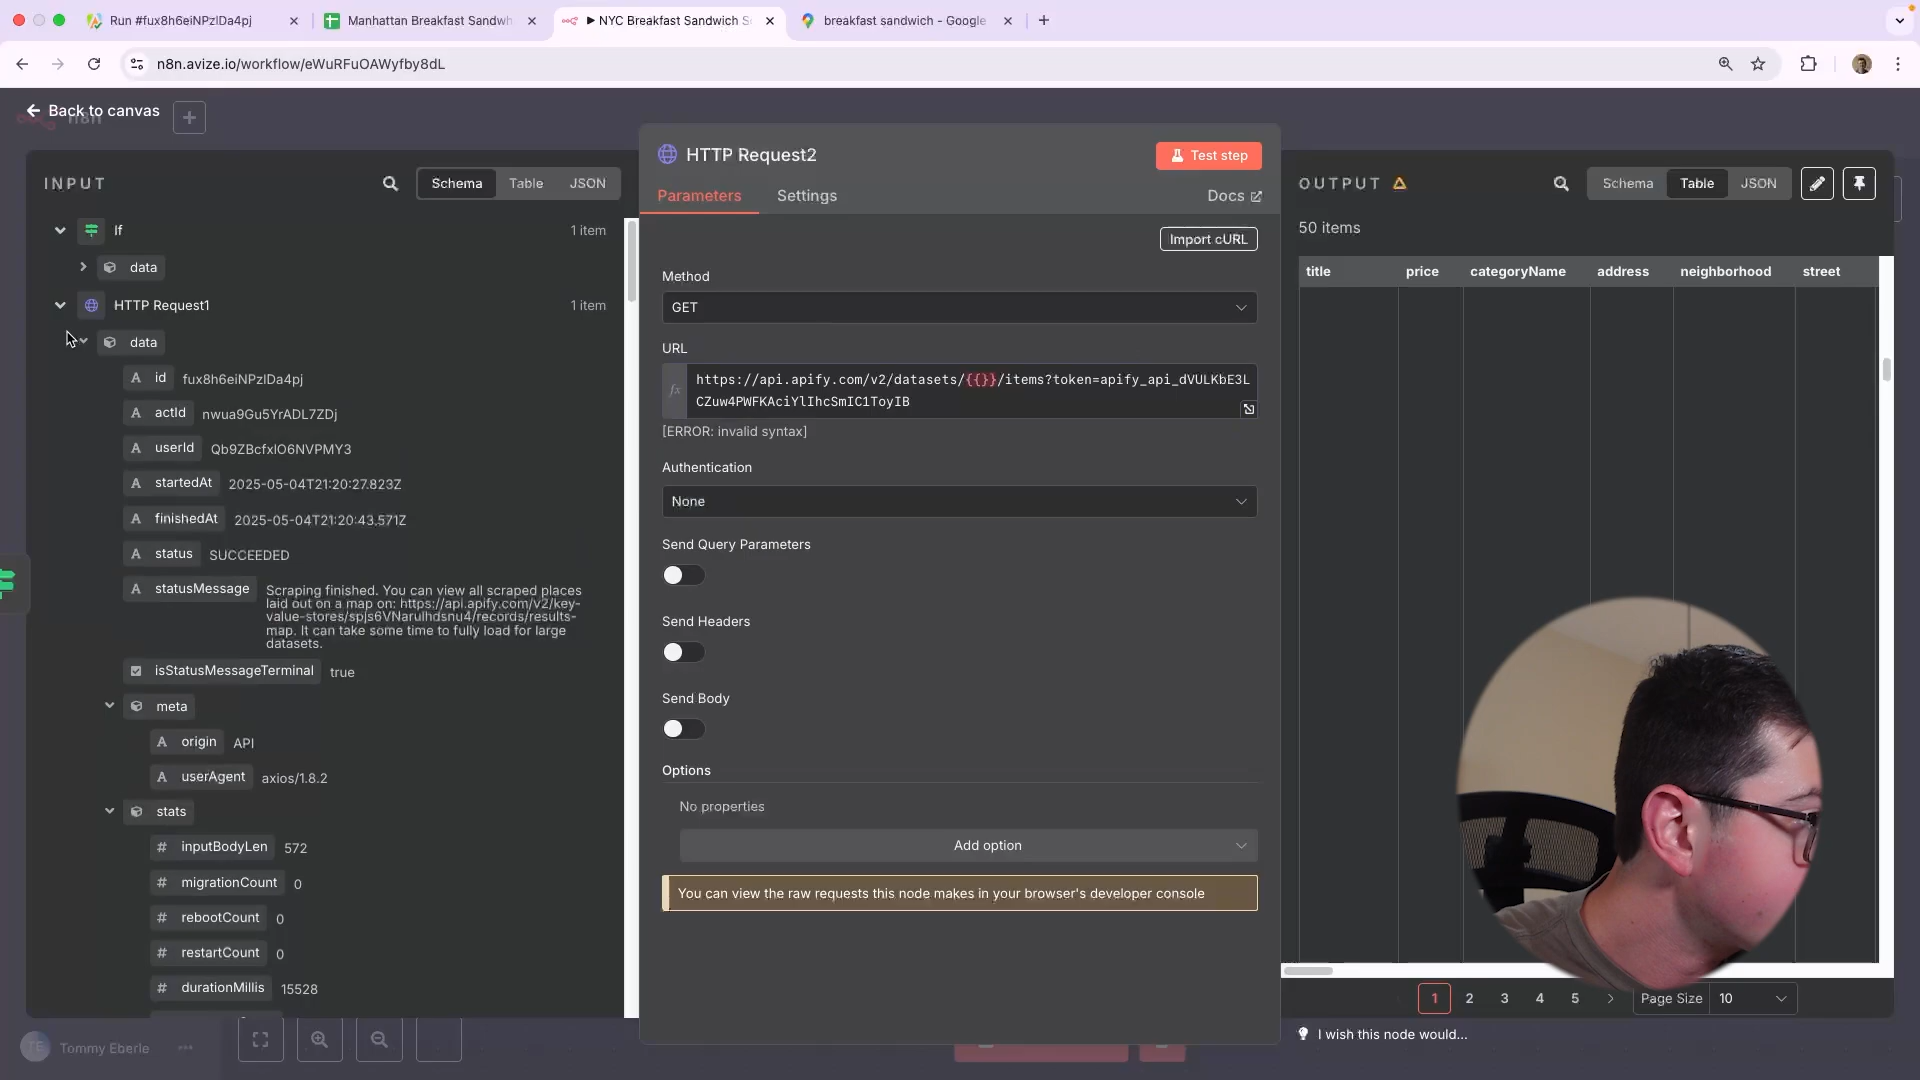 Run #fux8h6eiNPzIDa4pj
Manhattan Breakfast Sandwh
NYC Breakfast Sandwich S
breakfast sandwich - Google
n8n.avize.io/workflow/eWuRFuOAWyfby8dL
Back to canvas
n8n
INPUT
Schema
Table
JSON
If
1 item
data
HTTP Request1
1 item
data
A id fux8h6eiNPzIDa4pj
A actId nwua9Gu5YrADL7ZDj
A userId Qb9ZBcfxlO6NVPMY3
A startedAt 2025-05-04T21:20:27.823Z
A finishedAt 2025-05-04T21:20:43.571Z
A status SUCCEEDED
A statusMessage Scraping finished. You can view all scraped places
laid out on a map on: https://api.apify.com/v2/key-
value-stores/spjs6VNarulhdsnu4/records/results-
map. It can take some time to fully load for large
datasets.
isStatusMessageTerminal true
meta
A origin API
A userAgent axios/1.8.2
stats
# inputBodyLen 572
# migrationCount 0
# rebootCount 0
# restartCount 0
# durationMillis 15528
TE Tommy Eberle
HTTP Request2
Test step
Parameters
Settings
Docs
Import cURL
Method
GET
URL
fx
https://api.apify.com/v2/datasets/{{}}/items?token=apify_api_dVULKbE3L
CZuw4PWFKAciYlIhcSmIC1ToyIB
[ERROR: invalid syntax]
Authentication
None
Send Query Parameters
Send Headers
Send Body
Options
No properties
Add option
You can view the raw requests this node makes in your browser's developer console
OUTPUT
Schema
Table
JSON
50 items
title price categoryName address neighborhood street
1 2 3 4 5
Page Size 10
I wish this node would...